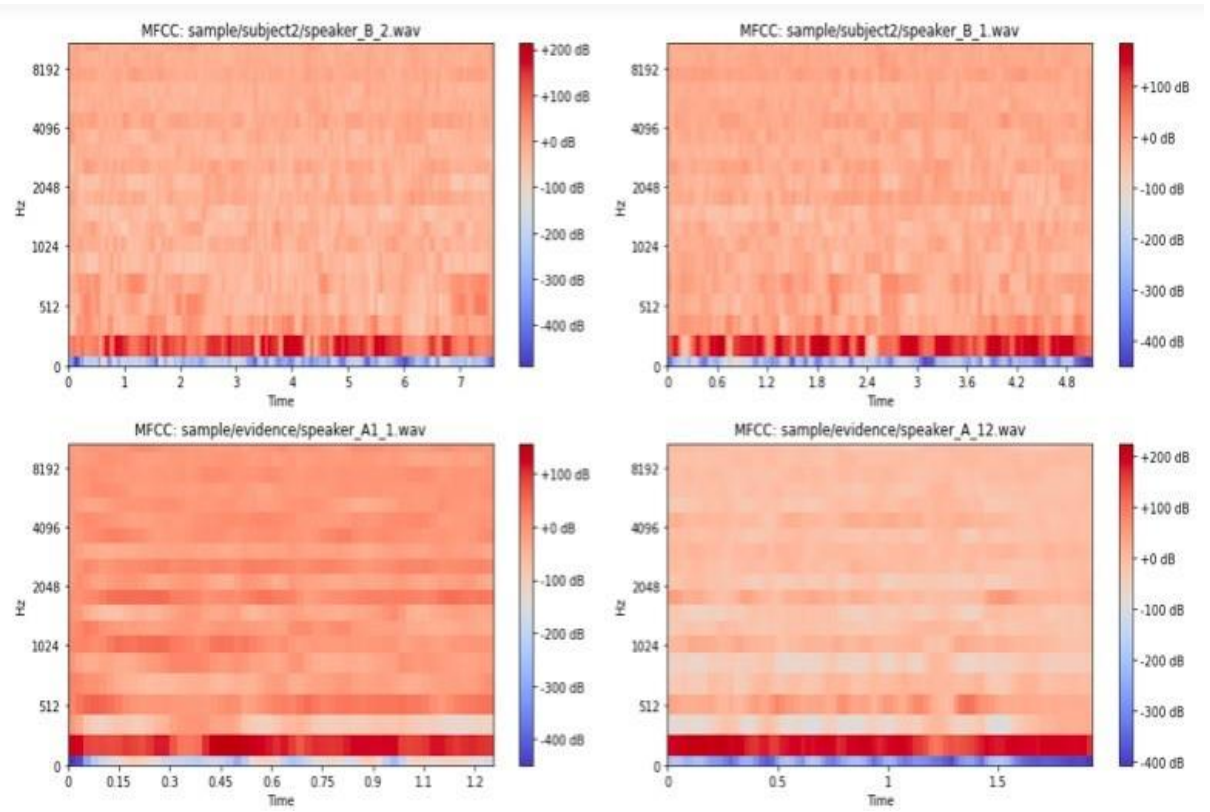 MFCC: sample/subject2/speaker_B_2.wav
+200 dB
+100 dB
+0 dB
-100 dB
-200 dB
-300 dB
-400 dB
8192
4096
2048
1024
512
0
Hz
0 1 2 3 4 5 6 7
Time
MFCC: sample/subject2/speaker_B_1.wav
+100 dB
+0 dB
-100 dB
-200 dB
-300 dB
-400 dB
8192
4096
2048
1024
512
0
Hz
0 0.6 1.2 1.8 2.4 3 3.6 4.2 4.8
Time
MFCC: sample/evidence/speaker_A1_1.wav
+100 dB
+0 dB
-100 dB
-200 dB
-300 dB
-400 dB
8192
4096
2048
1024
512
0
Hz
0 0.15 0.3 0.45 0.6 0.75 0.9 1.1 1.2
Time
MFCC: sample/evidence/speaker_A_12.wav
+200 dB
+100 dB
+0 dB
-100 dB
-200 dB
-300 dB
-400 dB
8192
4096
2048
1024
512
0
Hz
0 0.5 1 1.5
Time